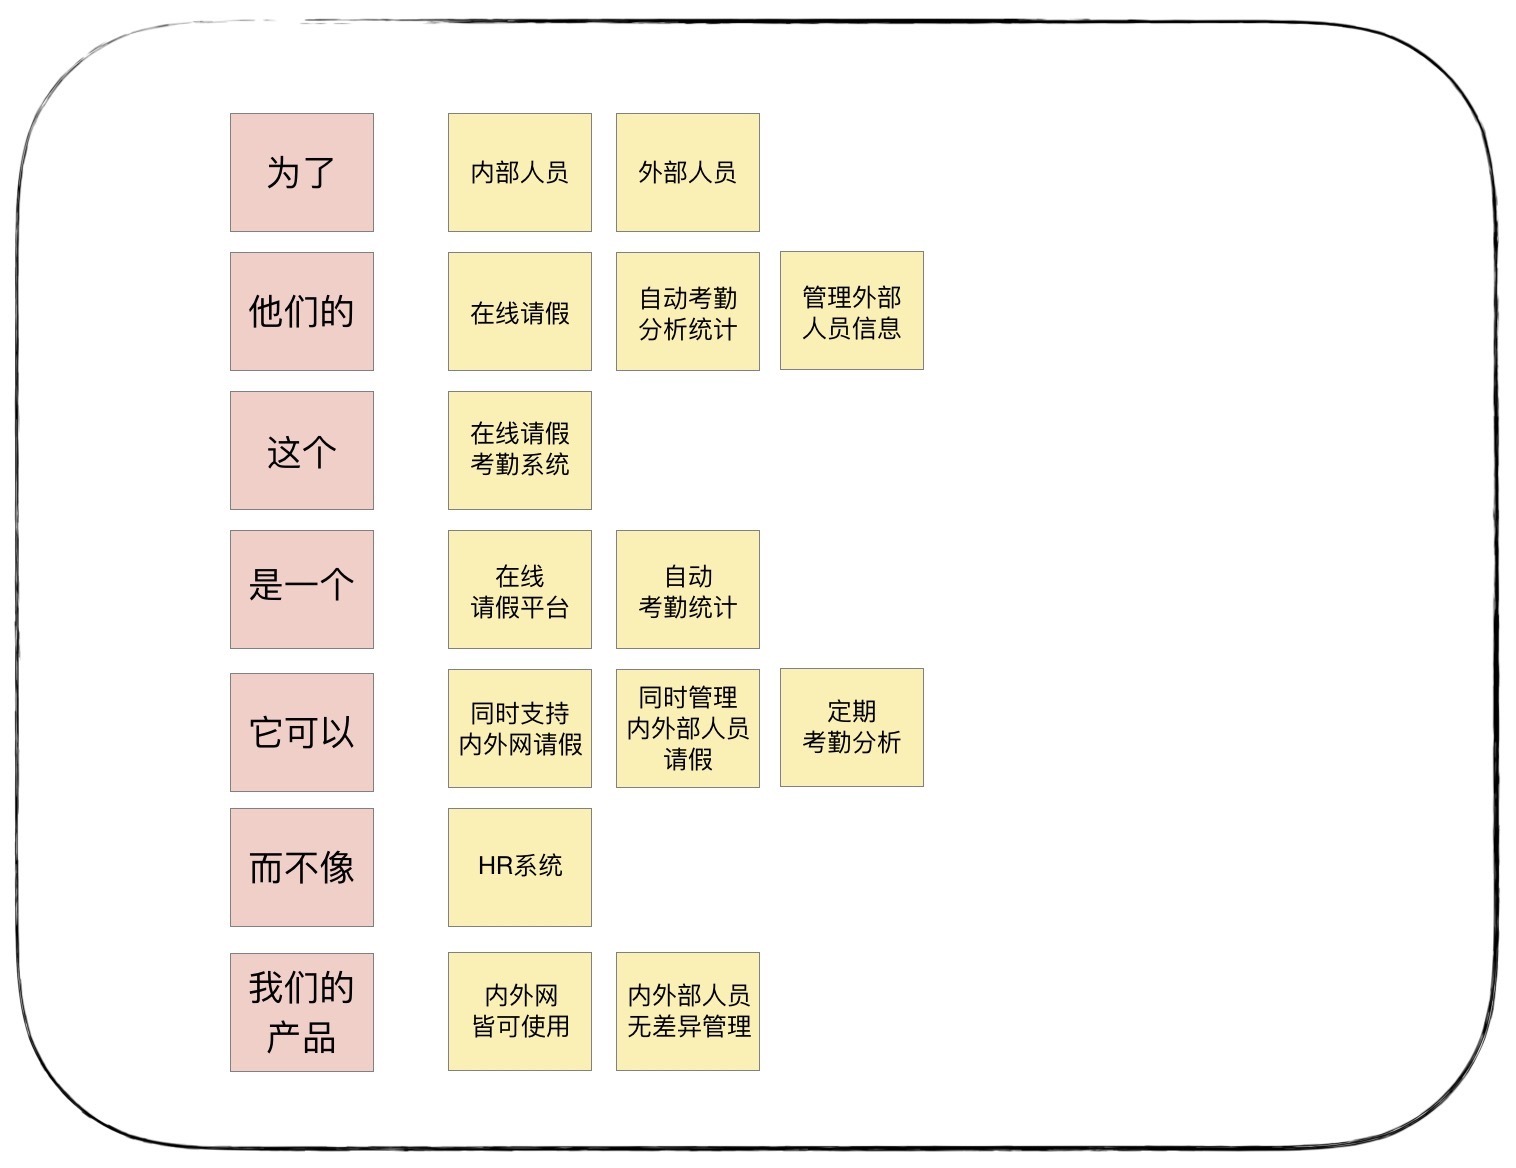 为了
内部人员
外部人员
他们的
在线请假
自动考勤
分析统计
管理外部
人员信息
这个
在线请假
考勤系统
是一个
在线
请假平台
自动
考勤统计
它可以
同时支持
内外网请假
同时管理
内外部人员
请假
定期
考勤分析
而不像
HR系统
我们的
产品
内外网
皆可使用
内外部人员
无差异管理